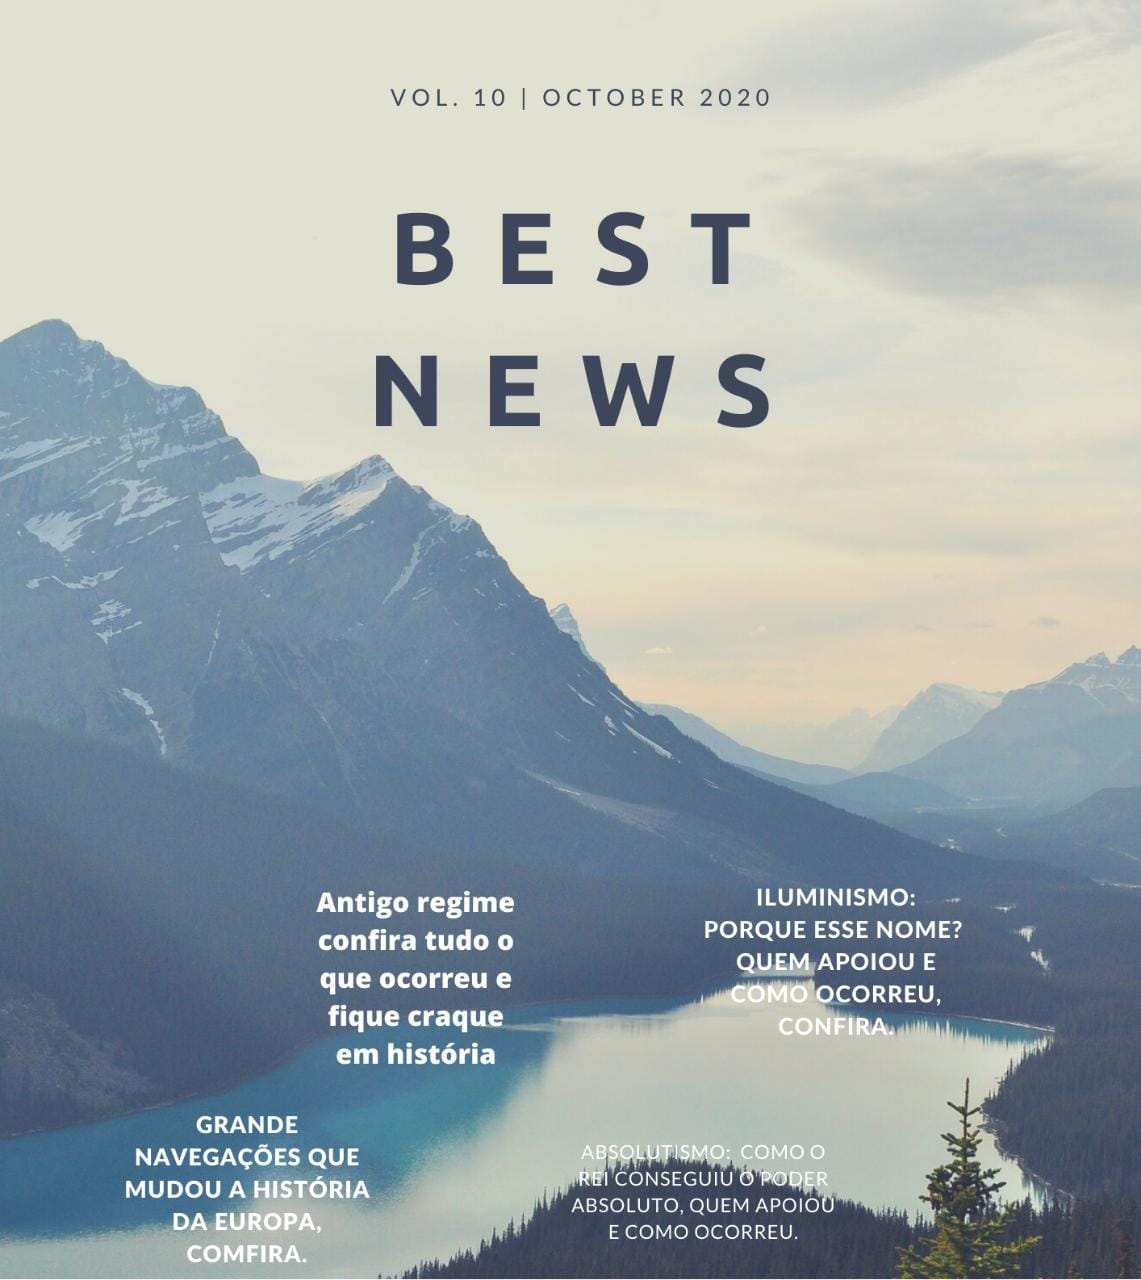 VOL. 10 | OCTOBER 2020
BEST
NEWS
Antigo regime
confira tudo o
que ocorreu e
fique craque
em história
ILUMINISMO:
PORQUE ESSE NOME?
QUEM APOIOU E
COMO OCORREU,
CONFIRA.
GRANDE
NAVEGAÇÕES QUE
MUDOU A HISTÓRIA
DA EUROPA,
COMFIRA.
ABSOLUTISMO: COMO O
REI CONSEGUIU O PODER
ABSOLUTO, QUEM APOIOU
E COMO OCORREU.